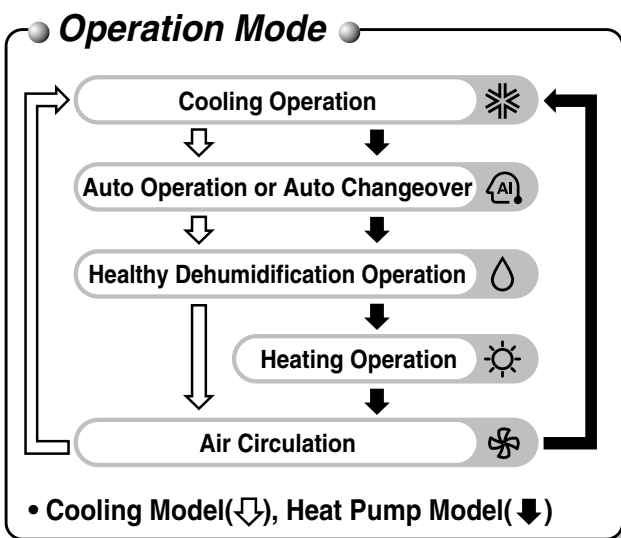 Operation Mode
Cooling Operation
Auto Operation or Auto Changeover
AI
Healthy Dehumidification Operation
Heating Operation
Air Circulation
• Cooling Model(⇩), Heat Pump Model(⬇)